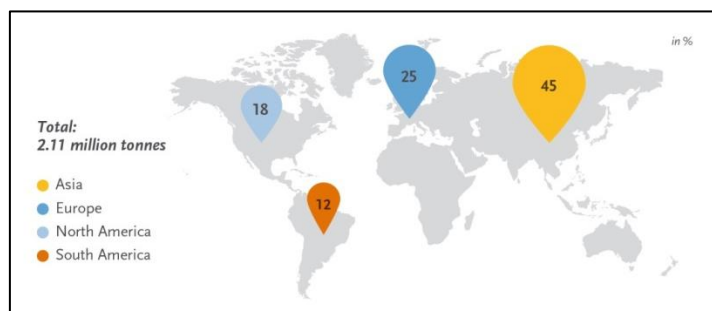 in %
25
45
18
Total:
2.11 million tonnes
Asia
Europe
North America
South America
12